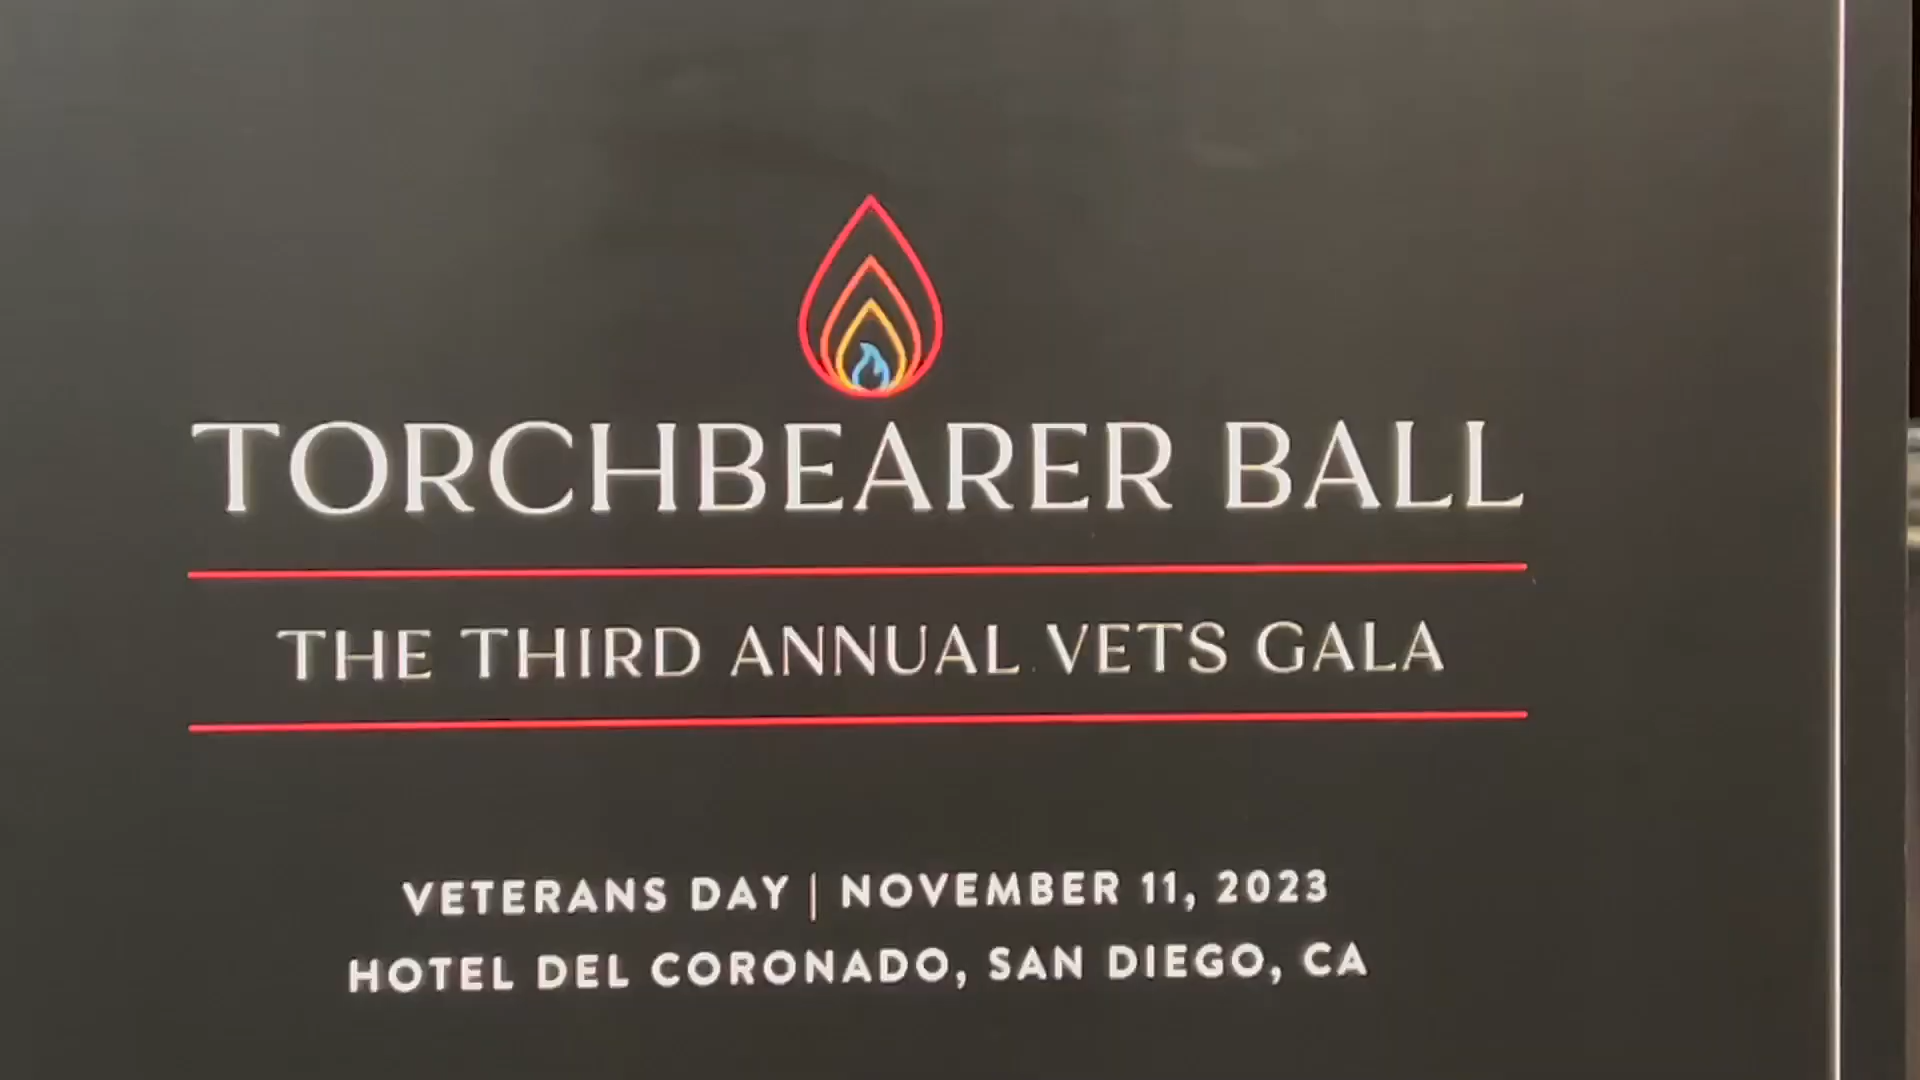 TORCHBEARER BALL
THE THIRD ANNUAL VETS GALA
VETERANS DAY | NOVEMBER 11, 2023
HOTEL DEL CORONADO, SAN DIEGO, CA